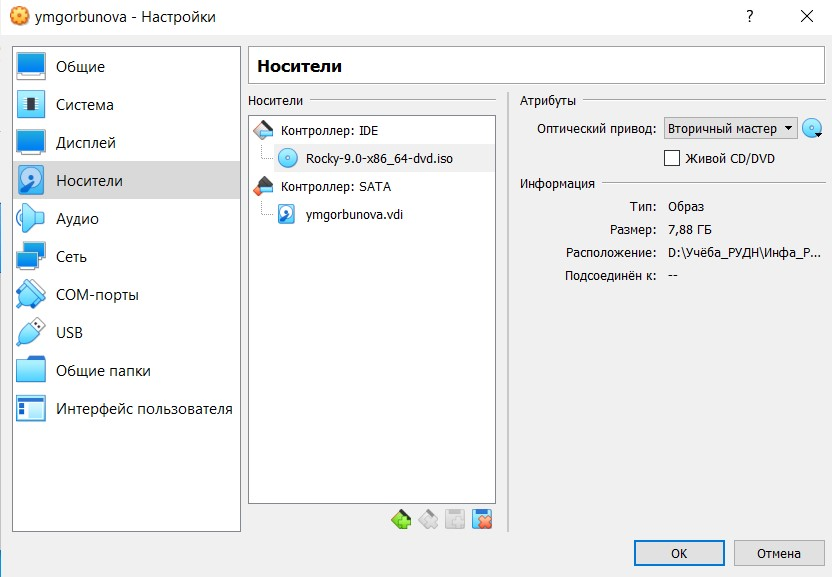 ymgorbunova - Настройки
?
Общие
Система
Дисплей
Носители
Аудио
Сеть
COM-порты
USB
Общие папки
Интерфейс пользователя
Носители
Носители
Контроллер: IDE
Rocky-9.0-x86_64-dvd.iso
Контроллер: SATA
ymgorbunova.vdi
Атрибуты
Оптический привод: Вторичный мастер
Живой CD/DVD
Информация
Тип: Образ
Размер: 7,88 ГБ
Расположение: D:\Учёба_РУДН\Инфа_Р...
Подсоединён к: --
OK Отмена